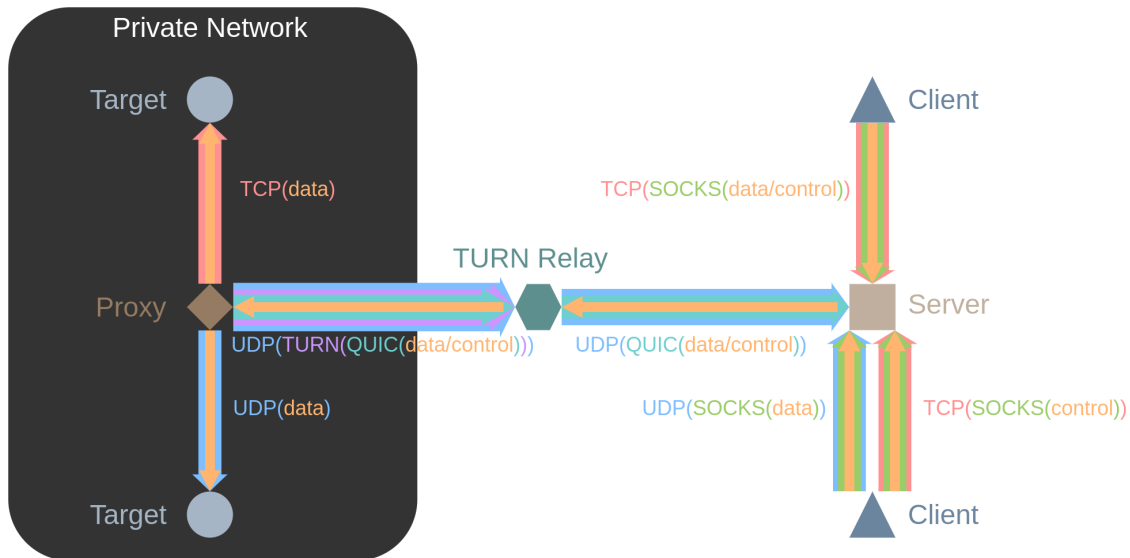 Private Network
Target
Client
TCP(data)
TCP(SOCKS(data/control))
TURN Relay
Proxy
Server
UDP(TURN(QUIC(data/control)))
UDP(QUIC(data/control))
UDP(data)
UDP(SOCKS(data))
TCP(SOCKS(control))
Target
Client